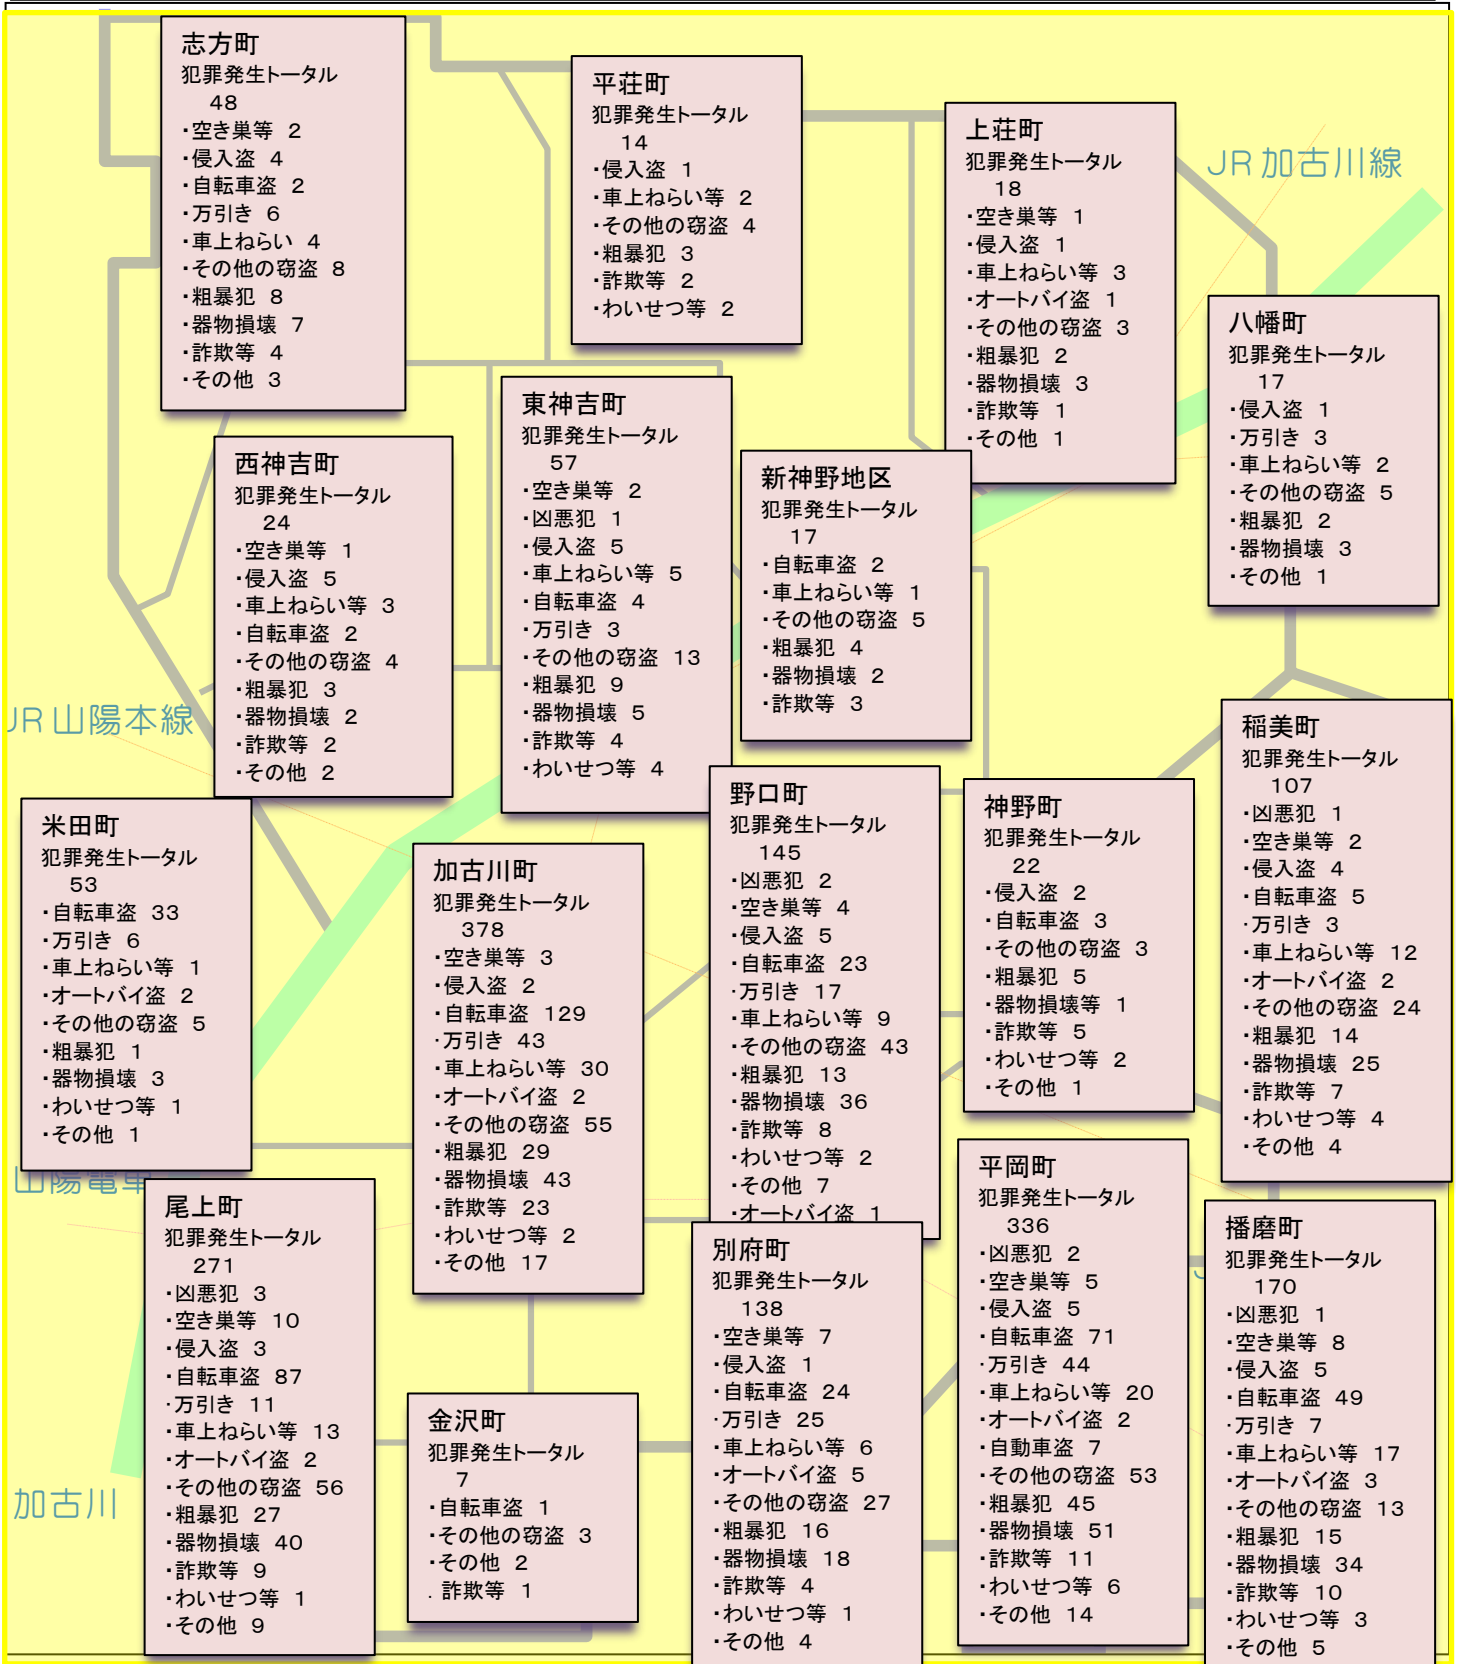 志方町
犯罪発生トータル
48
・空き巣等 2
・侵入盗 4
・自転車盗 2
・万引き 6
・車上ねらい 4
・その他の窃盗 8
・粗暴犯 8
・器物損壊 7
・詐欺等 4
・その他 3
平荘町
犯罪発生トータル
14
・侵入盗 1
・車上ねらい等 2
・その他の窃盗 4
・粗暴犯 3
・詐欺等 2
・わいせつ等 2
上荘町
犯罪発生トータル
18
・空き巣等 1
・侵入盗 1
・車上ねらい等 3
・オートバイ盗 1
・その他の窃盗 3
・粗暴犯 2
・器物損壊 3
・詐欺等 1
・その他 1
JR加古川線
八幡町
犯罪発生トータル
17
・侵入盗 1
・万引き 3
・車上ねらい等 2
・その他の窃盗 5
・粗暴犯 2
・器物損壊 3
・その他 1
西神吉町
犯罪発生トータル
24
・空き巣等 1
・侵入盗 5
・車上ねらい等 3
・自転車盗 2
・その他の窃盗 4
・粗暴犯 3
・器物損壊 2
・詐欺等 2
・その他 2
東神吉町
犯罪発生トータル
57
・空き巣等 2
・凶悪犯 1
・侵入盗 5
・車上ねらい等 5
・自転車盗 4
・万引き 3
・その他の窃盗 13
・粗暴犯 9
・器物損壊 5
・詐欺等 4
・わいせつ等 4
新神野地区
犯罪発生トータル
17
・自転車盗 2
・車上ねらい等 1
・その他の窃盗 5
・粗暴犯 4
・器物損壊 2
・詐欺等 3
JR山陽本線
稲美町
犯罪発生トータル
107
・凶悪犯 1
・空き巣等 2
・侵入盗 4
・自転車盗 5
・万引き 3
・車上ねらい等 12
・オートバイ盗 2
・その他の窃盗 24
・粗暴犯 14
・器物損壊 25
・詐欺等 7
・わいせつ等 4
・その他 4
米田町
犯罪発生トータル
53
・自転車盗 33
・万引き 6
・車上ねらい等 1
・オートバイ盗 2
・その他の窃盗 5
・粗暴犯 1
・器物損壊 3
・わいせつ等 1
・その他 1
加古川町
犯罪発生トータル
378
・空き巣等 3
・侵入盗 2
・自転車盗 129
・万引き 43
・車上ねらい等 30
・オートバイ盗 2
・その他の窃盗 55
・粗暴犯 29
・器物損壊 43
・詐欺等 23
・わいせつ等 2
・その他 17
野口町
犯罪発生トータル
145
・凶悪犯 2
・空き巣等 4
・侵入盗 5
・自転車盗 23
・万引き 17
・車上ねらい等 9
・その他の窃盗 43
・粗暴犯 13
・器物損壊 36
・詐欺等 8
・わいせつ等 2
・その他 7
・オートバイ盗 1
神野町
犯罪発生トータル
22
・侵入盗 2
・自転車盗 3
・その他の窃盗 3
・粗暴犯 5
・器物損壊等 1
・詐欺等 5
・わいせつ等 2
・その他 1
山陽電車
尾上町
犯罪発生トータル
271
・凶悪犯 3
・空き巣等 10
・侵入盗 3
・自転車盗 87
・万引き 11
・車上ねらい等 13
・オートバイ盗 2
・その他の窃盗 56
・粗暴犯 27
・器物損壊 40
・詐欺等 9
・わいせつ等 1
・その他 9
加古川
金沢町
犯罪発生トータル
7
・自転車盗 1
・その他の窃盗 3
・その他 2
. 詐欺等 1
別府町
犯罪発生トータル
138
・空き巣等 7
・侵入盗 1
・自転車盗 24
・万引き 25
・車上ねらい等 6
・オートバイ盗 5
・その他の窃盗 27
・粗暴犯 16
・器物損壊 18
・詐欺等 4
・わいせつ等 1
・その他 4
平岡町
犯罪発生トータル
336
・凶悪犯 2
・空き巣等 5
・侵入盗 5
・自転車盗 71
・万引き 44
・車上ねらい等 20
・オートバイ盗 2
・自動車盗 7
・その他の窃盗 53
・粗暴犯 45
・器物損壊 51
・詐欺等 11
・わいせつ等 6
・その他 14
播磨町
犯罪発生トータル
170
・凶悪犯 1
・空き巣等 8
・侵入盗 5
・自転車盗 49
・万引き 7
・車上ねらい等 17
・オートバイ盗 3
・その他の窃盗 13
・粗暴犯 15
・器物損壊 34
・詐欺等 10
・わいせつ等 3
・その他 5